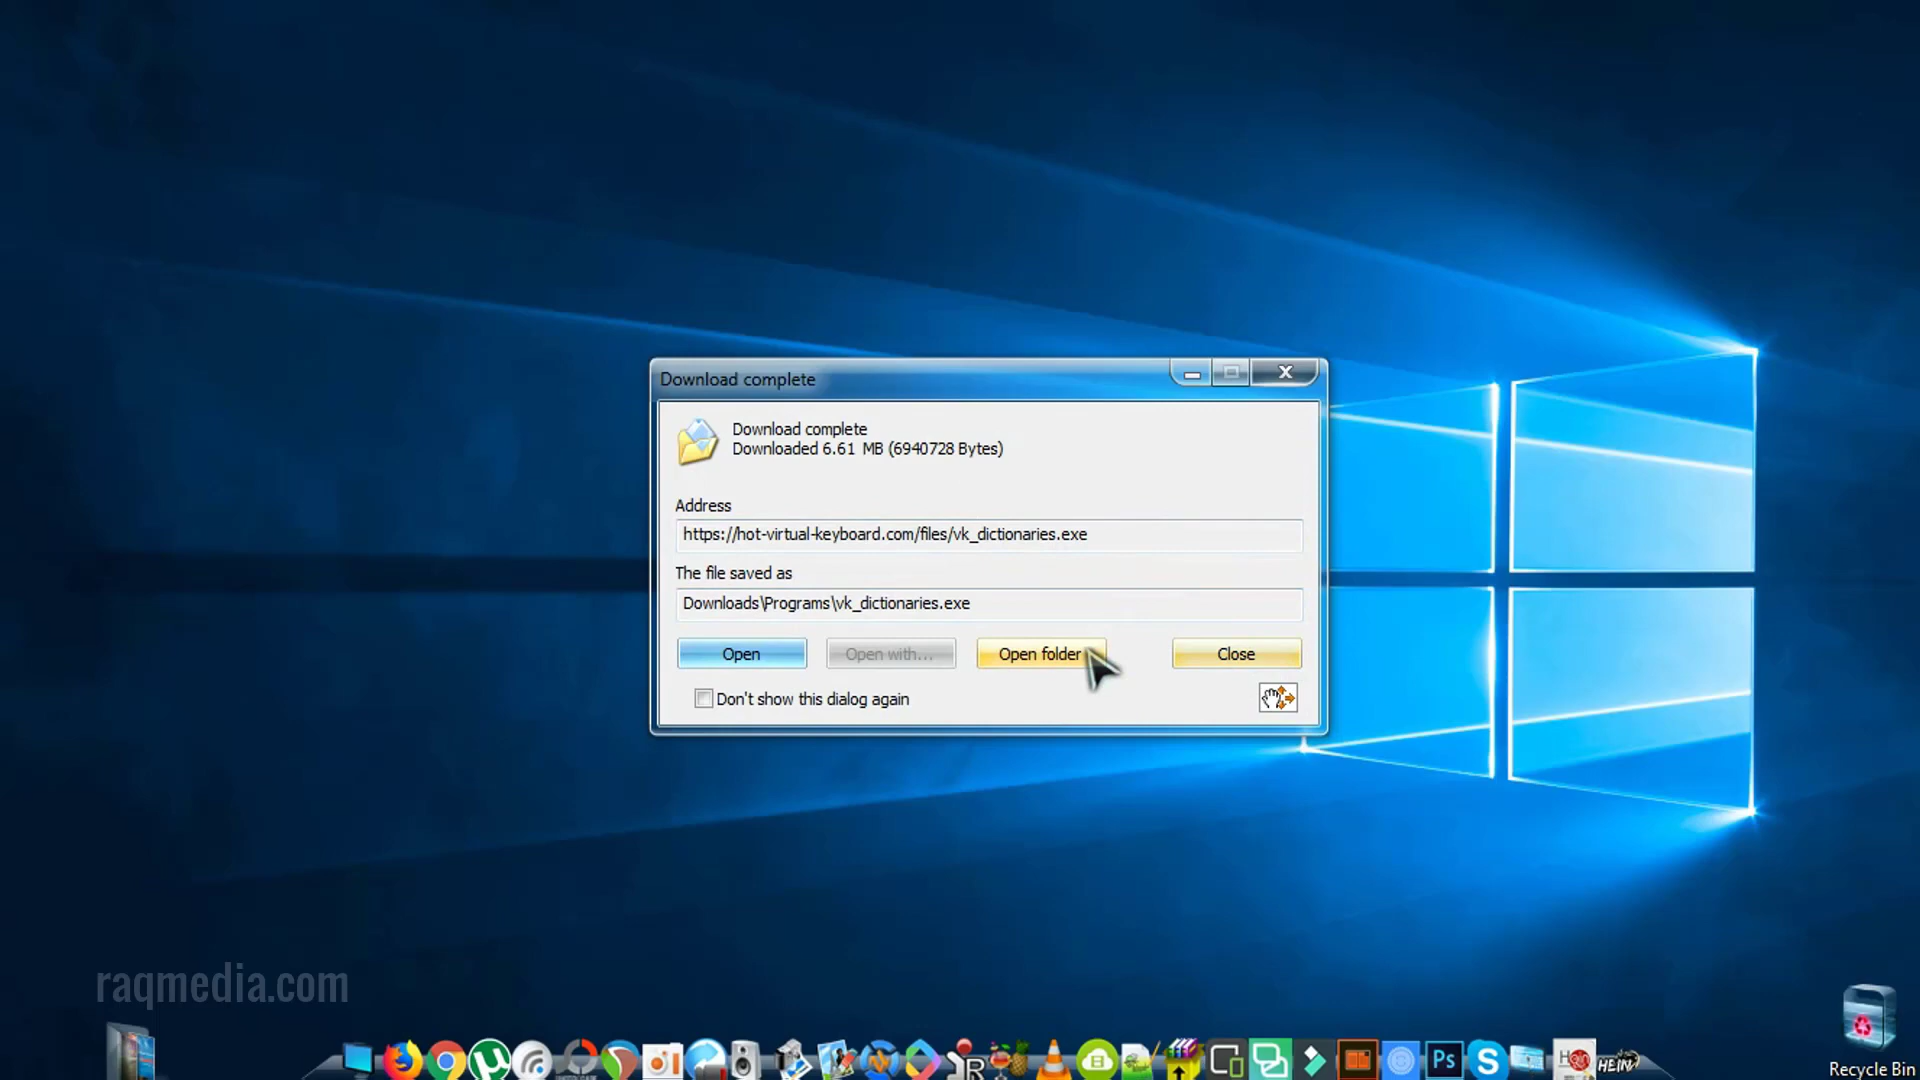 Download complete
Download complete
Downloaded 6.61 MB (6940728 Bytes)
Address
https://hot-virtual-keyboard.com/files/vk_dictionaries.exe
The file saved as
Downloads\Programs\vk_dictionaries.exe
Open
Open with...
Open folder
Close
Don't show this dialog again
raqmedia.com
Ps
HEIN
Recycle Bin